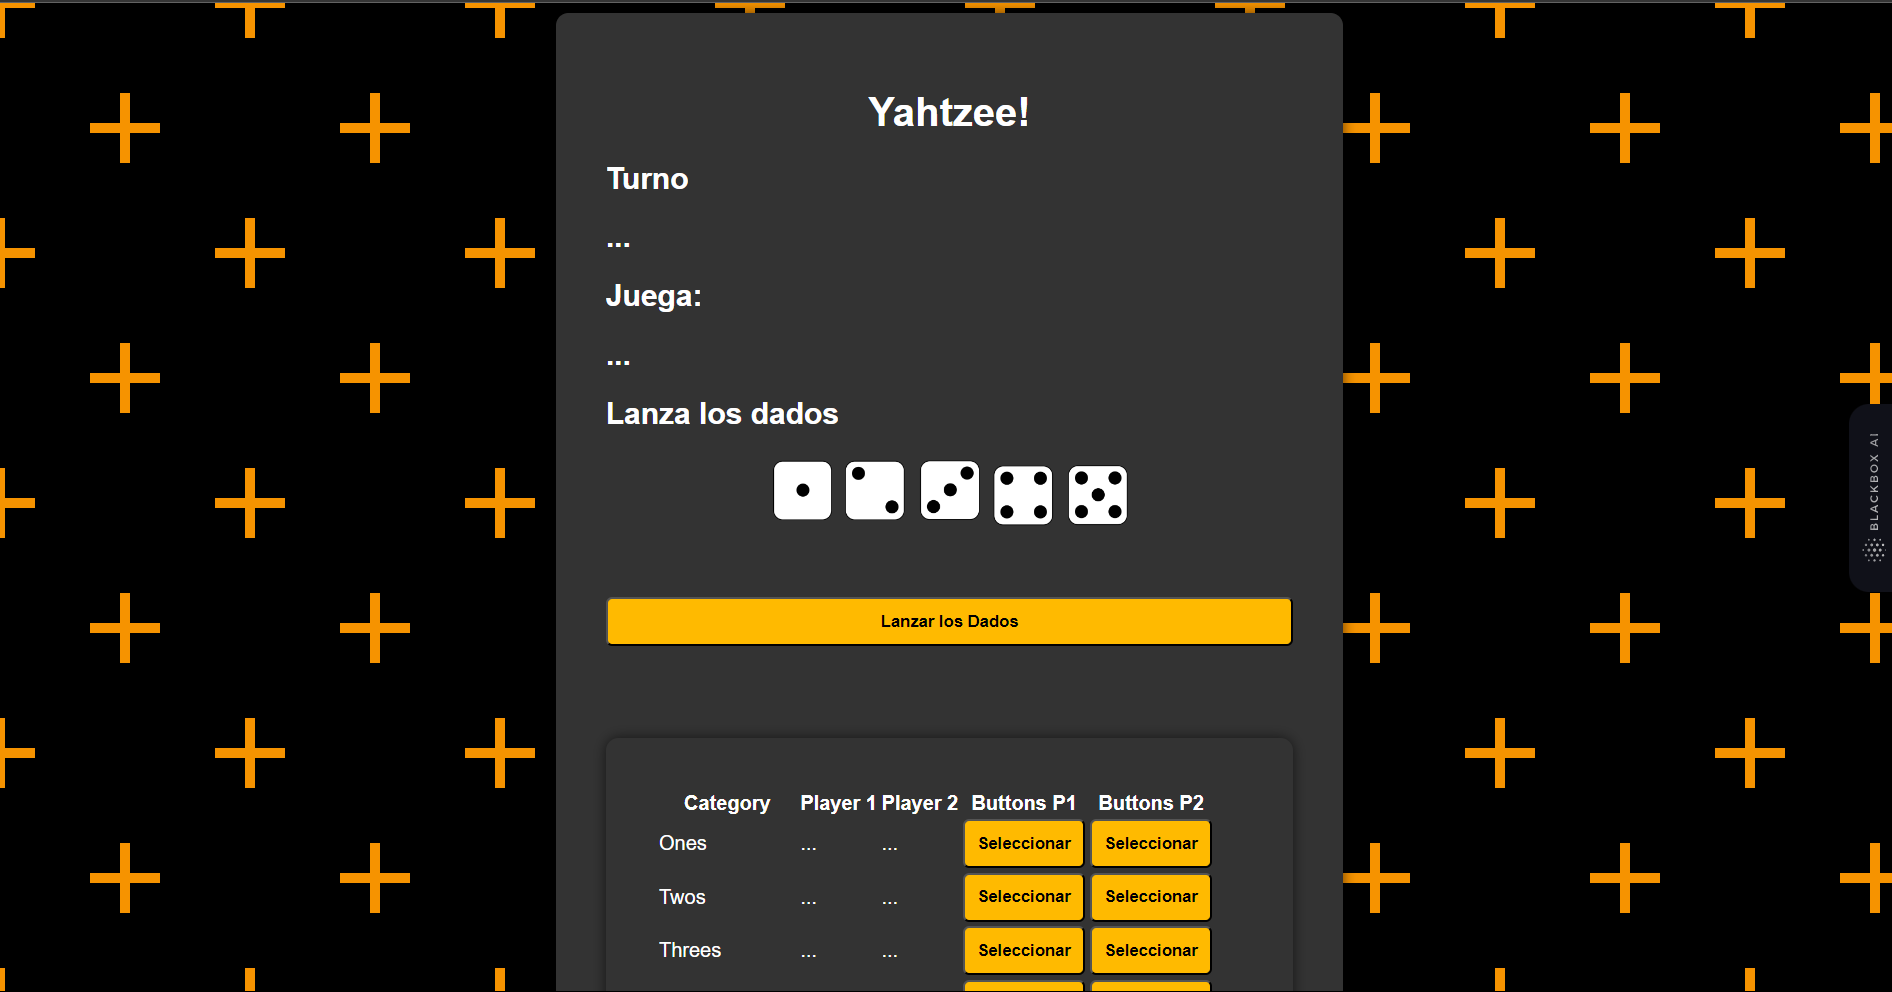 Yahtzee!
Turno
...
Juega:
...
Lanza los dados
Lanzar los Dados
Category Player 1 Player 2 Buttons P1 Buttons P2
Ones ... ... Seleccionar Seleccionar
Twos ... ... Seleccionar Seleccionar
Threes ... ... Seleccionar Seleccionar
BLACKBOX AI